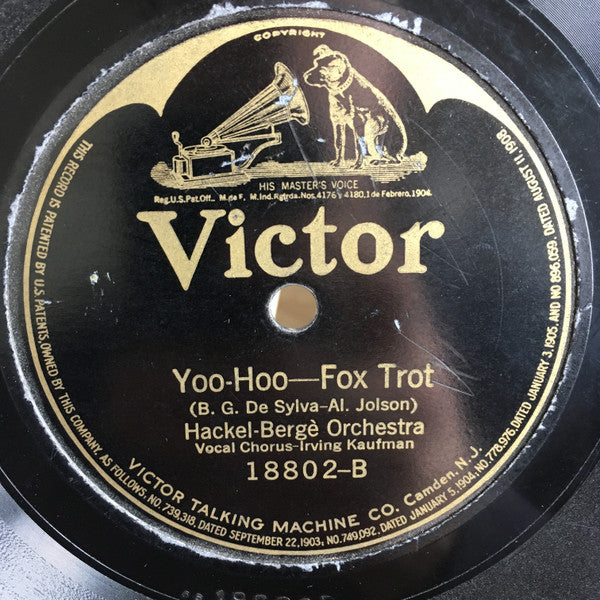 COPYRIGHT
HIS MASTER'S VOICE
Reg.U.S.Pat.Off. M.de F. M.Ind.Rgtrda.Nos.4176 y 4180,1 de Febrero.1904.
Victor
Yoo-Hoo—Fox Trot
(B. G. De Sylva-Al. Jolson)
Hackel-Bergè Orchestra
Vocal Chorus-Irving Kaufman
18802-B
VICTOR TALKING MACHINE CO. Camden, N. J.
THIS RECORD IS PATENTED BY U.S. PATENTS, OWNED BY THIS COMPANY, AS FOLLOWS, NO.739,318, DATED SEPTEMBER 22,1903, NO.749,092, DATED JANUARY 5,1904, NO.778,976, DATED JANUARY 3,1905, AND NO 896,059, DATED AUGUST 11,1908